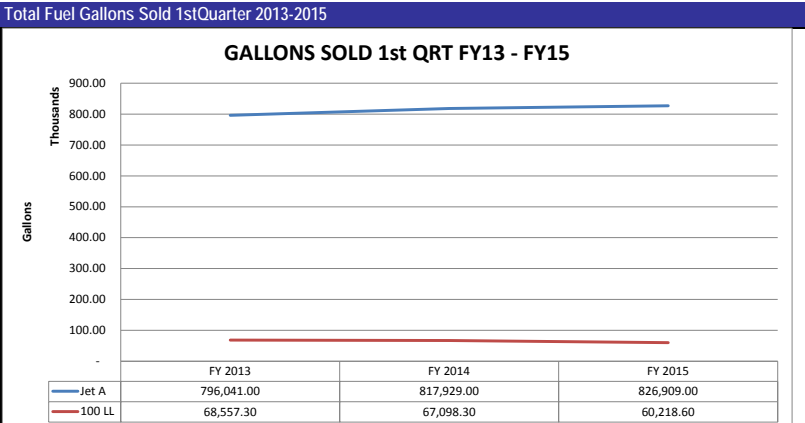 Total Fuel Gallons Sold 1stQuarter 2013-2015
GALLONS SOLD 1st QRT FY13 - FY15
Gallons
Thousands
900.00
800.00
700.00
600.00
500.00
400.00
300.00
200.00
100.00
-
FY 2013 FY 2014 FY 2015
Jet A 796,041.00 817,929.00 826,909.00
100 LL 68,557.30 67,098.30 60,218.60